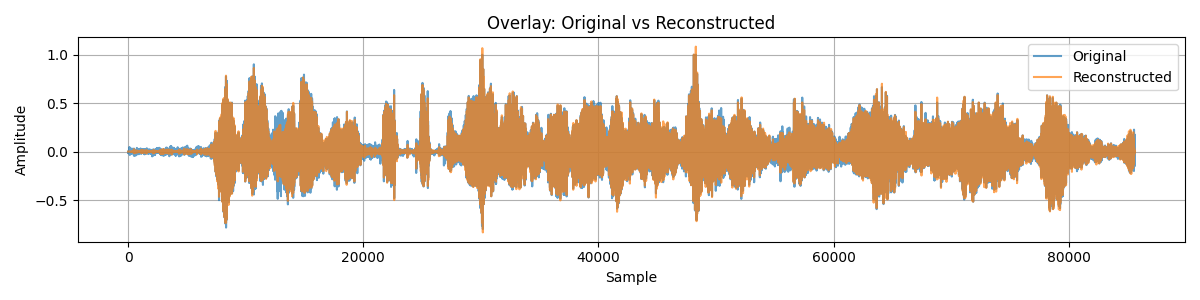 Overlay: Original vs Reconstructed
1.0
0.5
0.0
−0.5
Amplitude
Original
Reconstructed
0 20000 40000 60000 80000
Sample